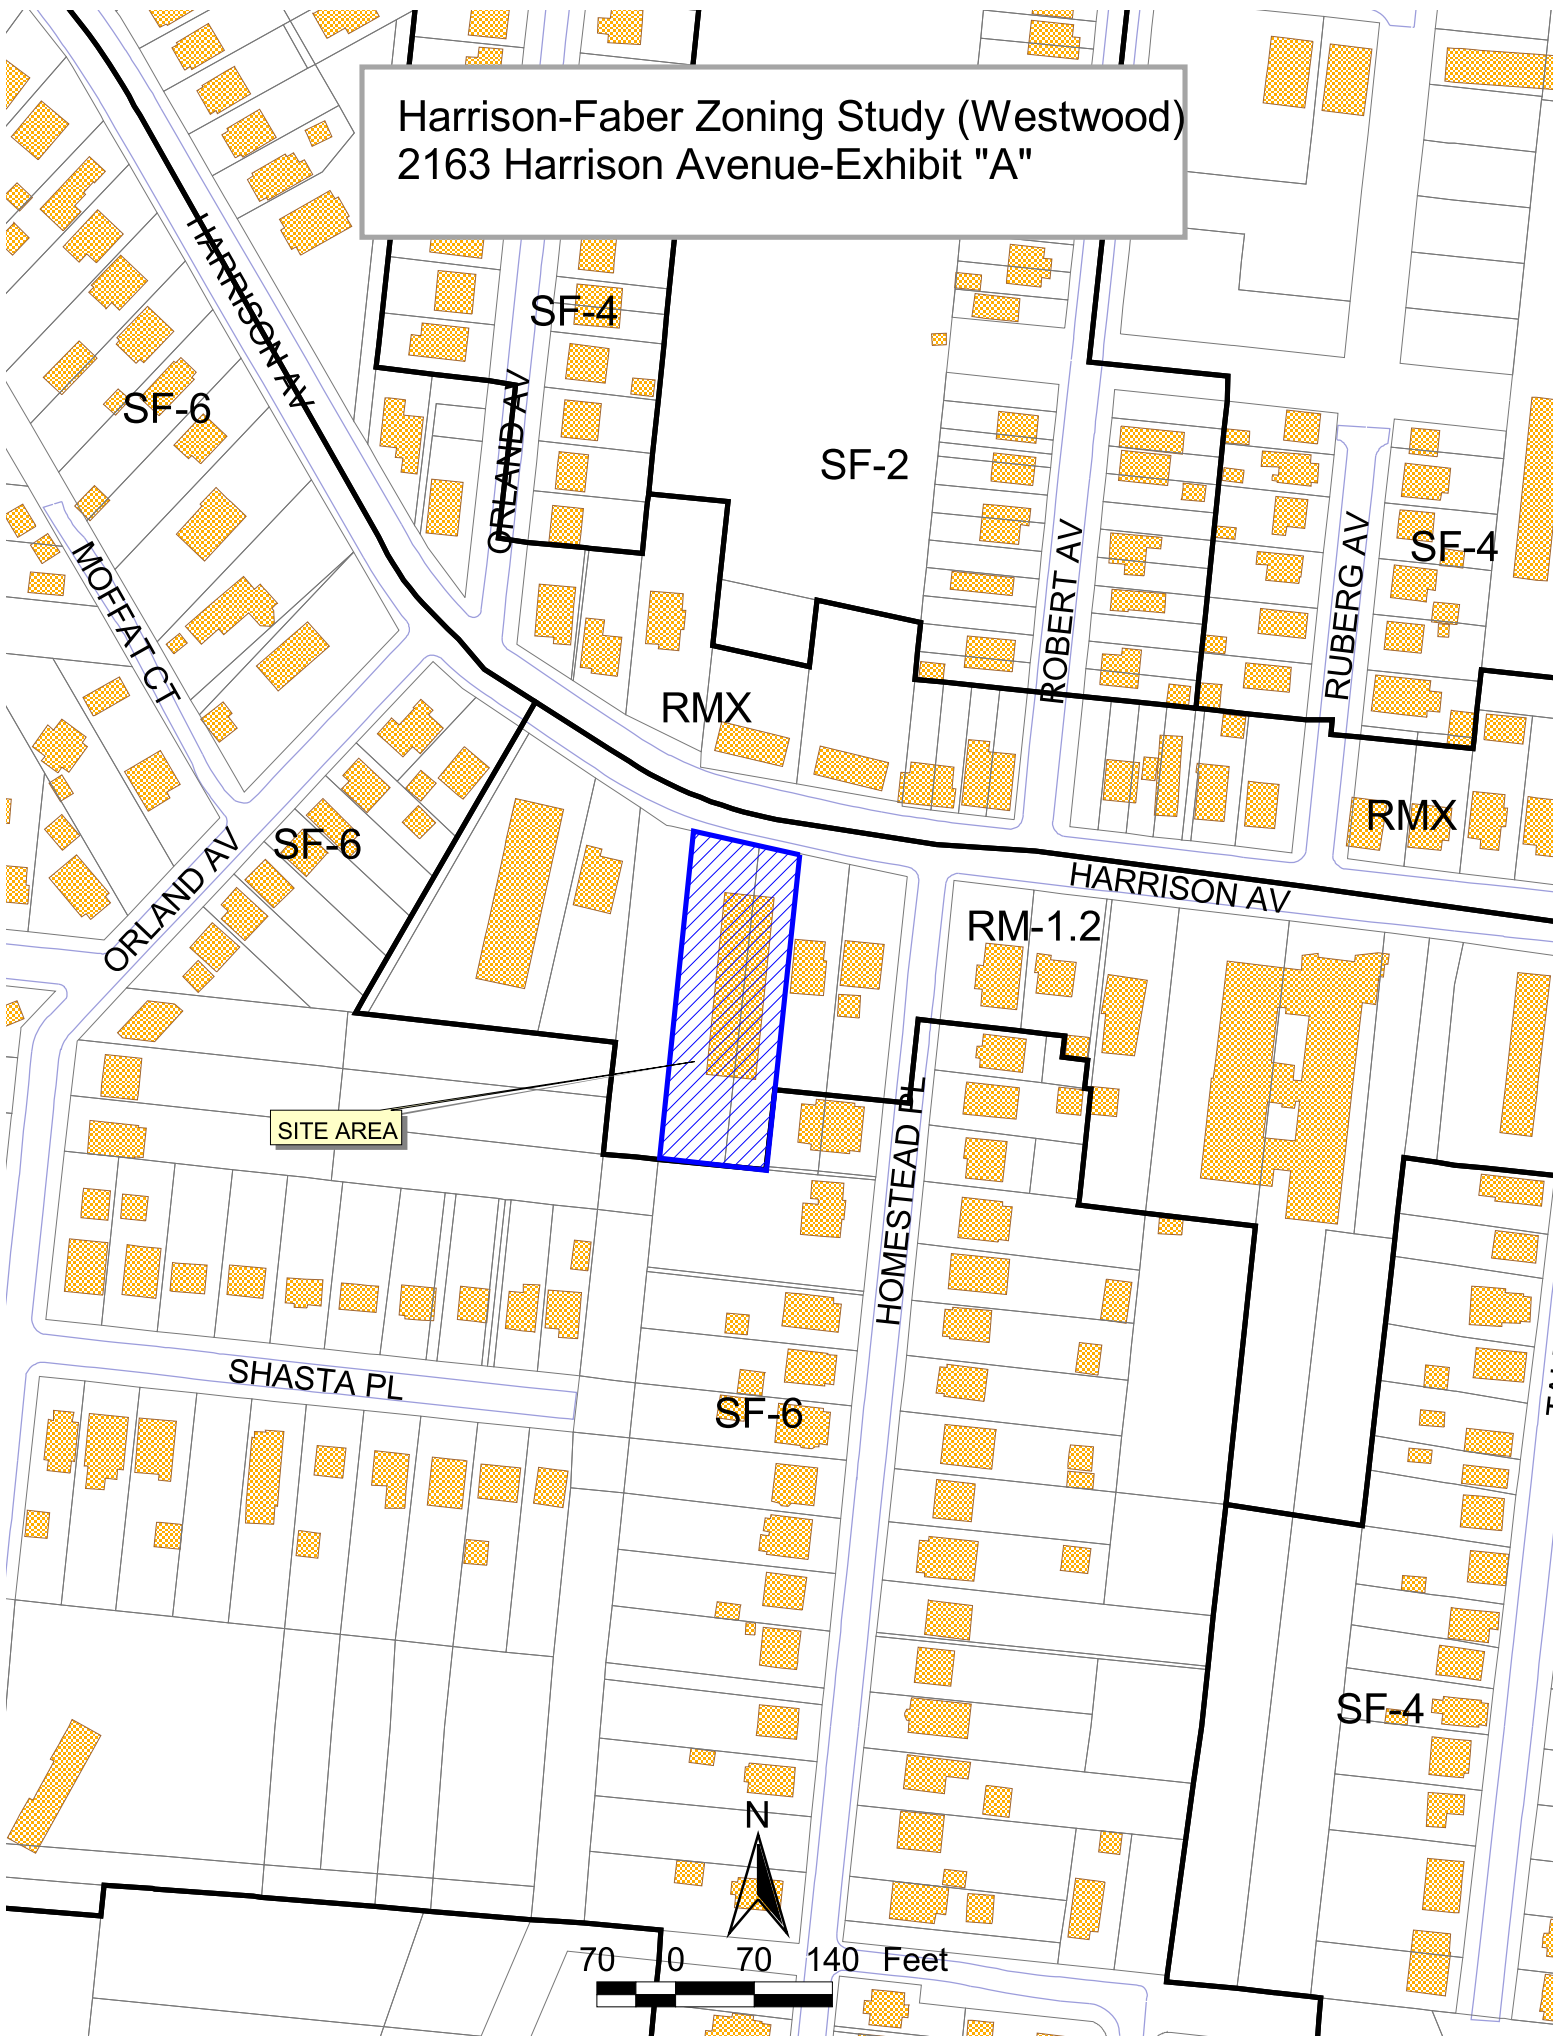 Harrison-Faber Zoning Study (Westwood)
2163 Harrison Avenue-Exhibit "A"
HARRISON AV
SF-4
SF-6
ORLAND AV
SF-2
MOFFAT CT
ROBERT AV
RUBERG AV
SF-4
RMX
RMX
SF-6
ORLAND AV
HARRISON AV
RM-1.2
SITE AREA
HOMESTEAD PL
SHASTA PL
SF-6
SF-4
N
70 0 70 140 Feet